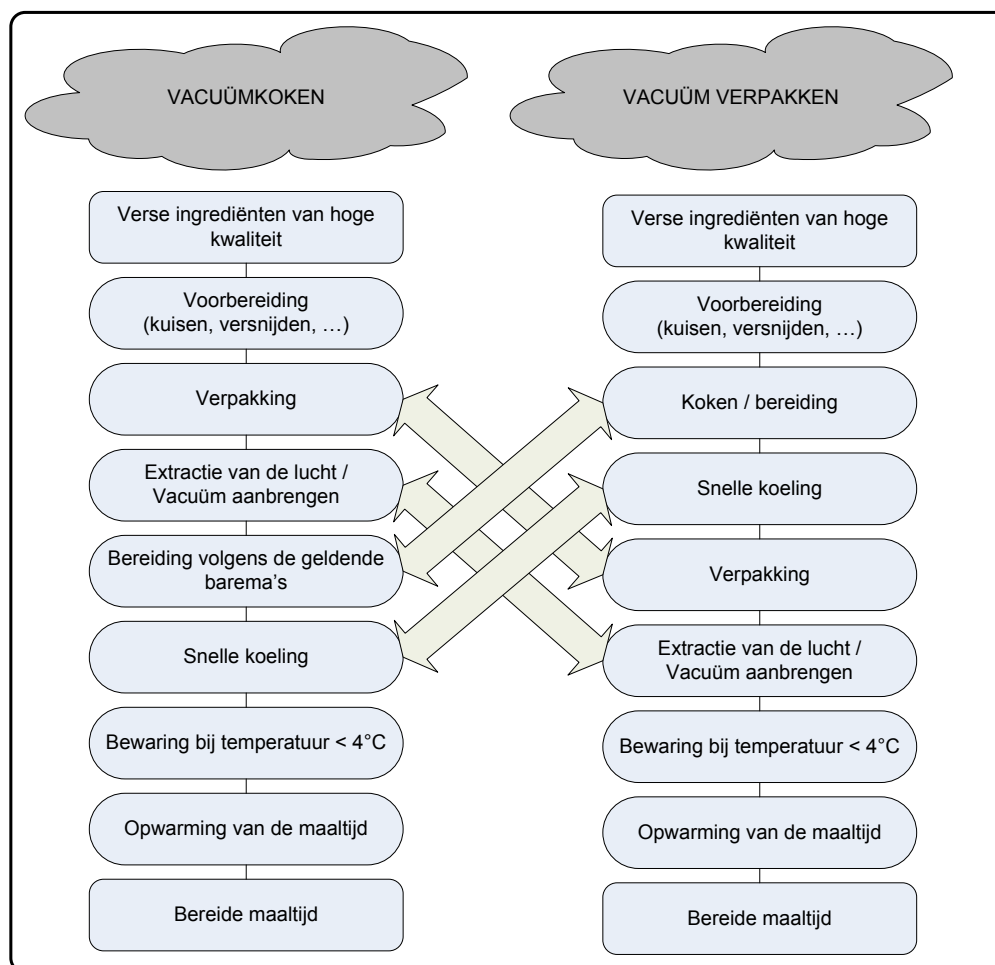 VACUÜMKOKEN
Verse ingrediënten van hoge
kwaliteit
Voorbereiding
(kuisen, versnijden, …)
Verpakking
Extractie van de lucht /
Vacuüm aanbrengen
Bereiding volgens de geldende
barema’s
Snelle koeling
Bewaring bij temperatuur < 4°C
Opwarming van de maaltijd
Bereide maaltijd
VACUÜM VERPAKKEN
Verse ingrediënten van hoge
kwaliteit
Voorbereiding
(kuisen, versnijden, …)
Koken / bereiding
Snelle koeling
Verpakking
Extractie van de lucht /
Vacuüm aanbrengen
Bewaring bij temperatuur < 4°C
Opwarming van de maaltijd
Bereide maaltijd